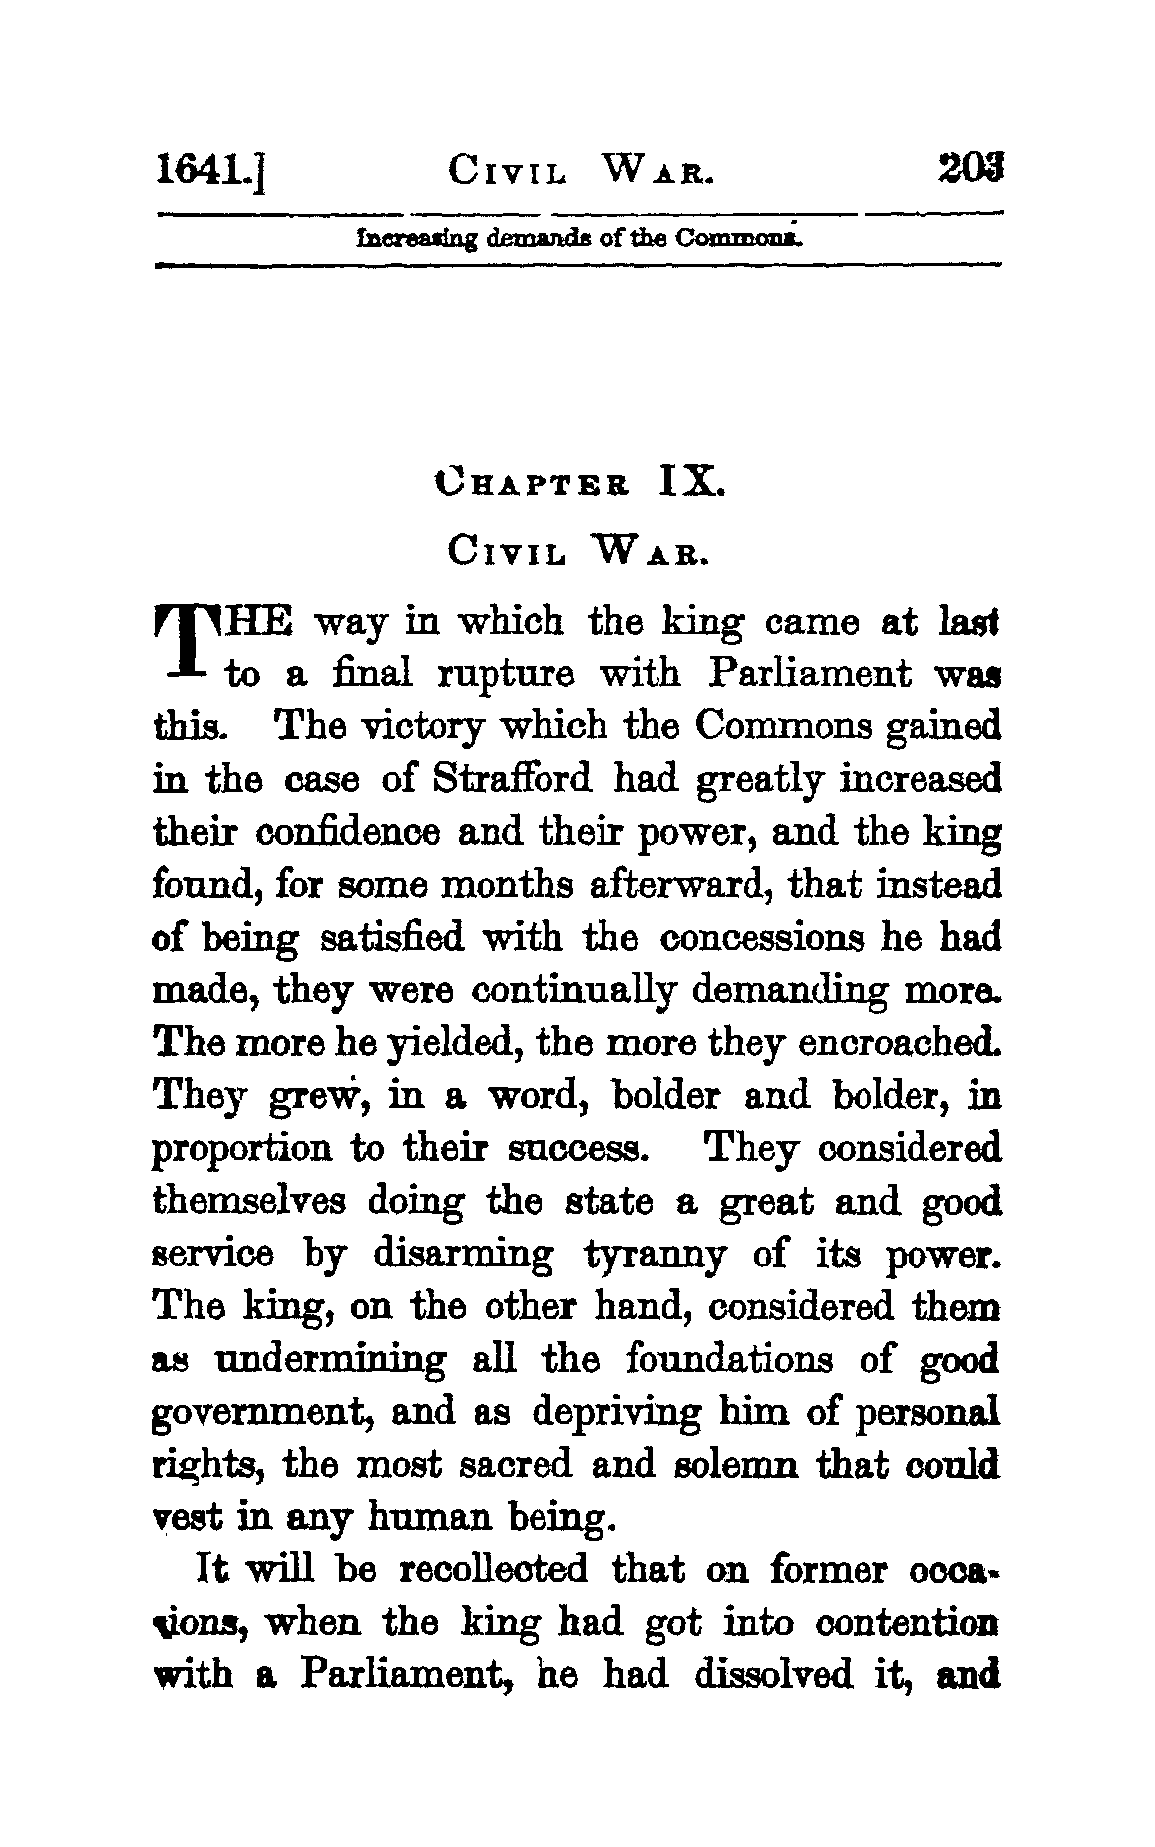 1641.] CIVIL WAR. 203
Increasing demands of the Commons.
CHAPTER IX.
CIVIL WAR.
THE way in which the king came at last
to a final rupture with Parliament was
this. The victory which the Commons gained
in the case of Strafford had greatly increased
their confidence and their power, and the king
found, for some months afterward, that instead
of being satisfied with the concessions he had
made, they were continually demanding more.
The more he yielded, the more they encroached.
They grew, in a word, bolder and bolder, in
proportion to their success. They considered
themselves doing the state a great and good
service by disarming tyranny of its power.
The king, on the other hand, considered them
as undermining all the foundations of good
government, and as depriving him of personal
rights, the most sacred and solemn that could
vest in any human being.
It will be recollected that on former occa-
sions, when the king had got into contention
with a Parliament, he had dissolved it, and